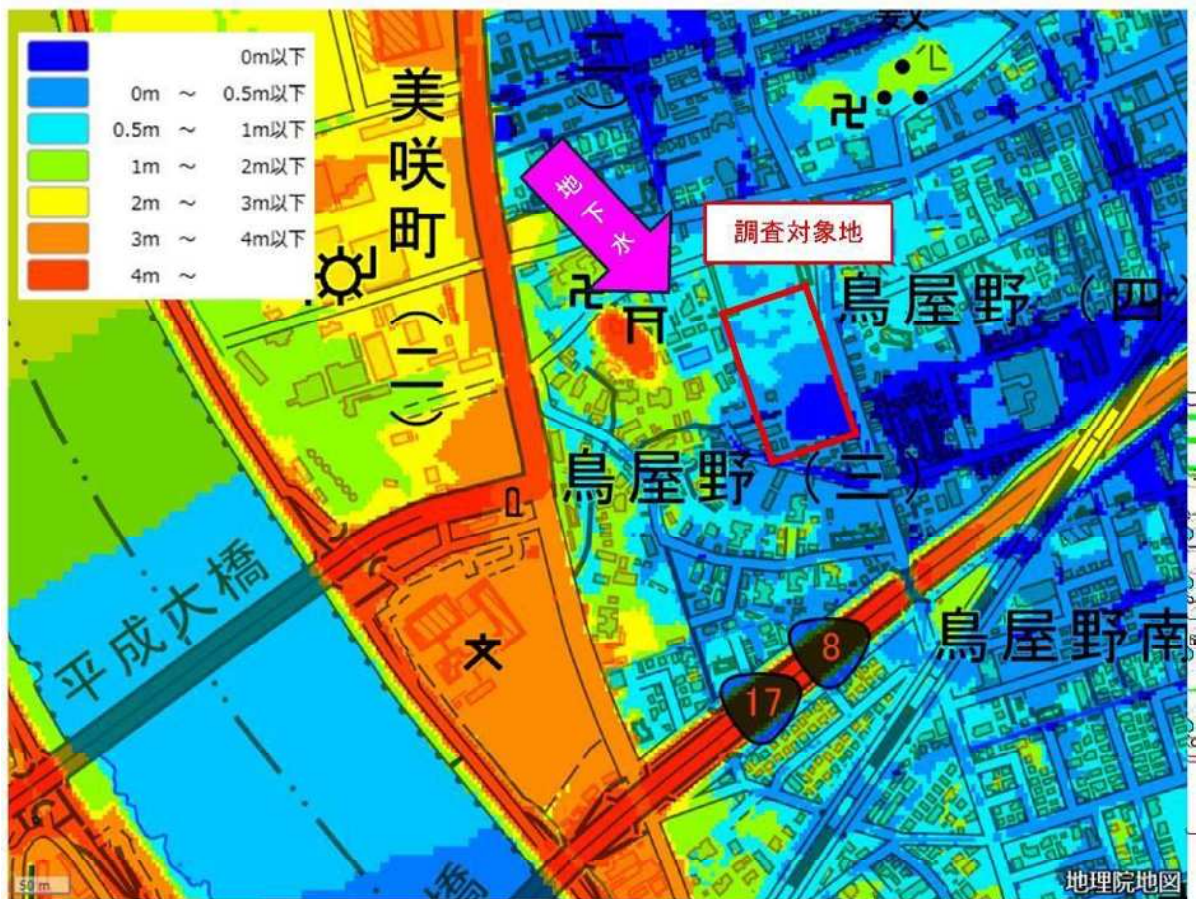 0m以下
0m ～ 0.5m以下
0.5m ～ 1m以下
1m ～ 2m以下
2m ～ 3m以下
3m ～ 4m以下
4m ～
美咲町（二）
地下水
調査対象地
鳥屋野（四）
鳥屋野（三）
平成大橋
鳥屋野南
8
17
橋
50 m
地理院地図